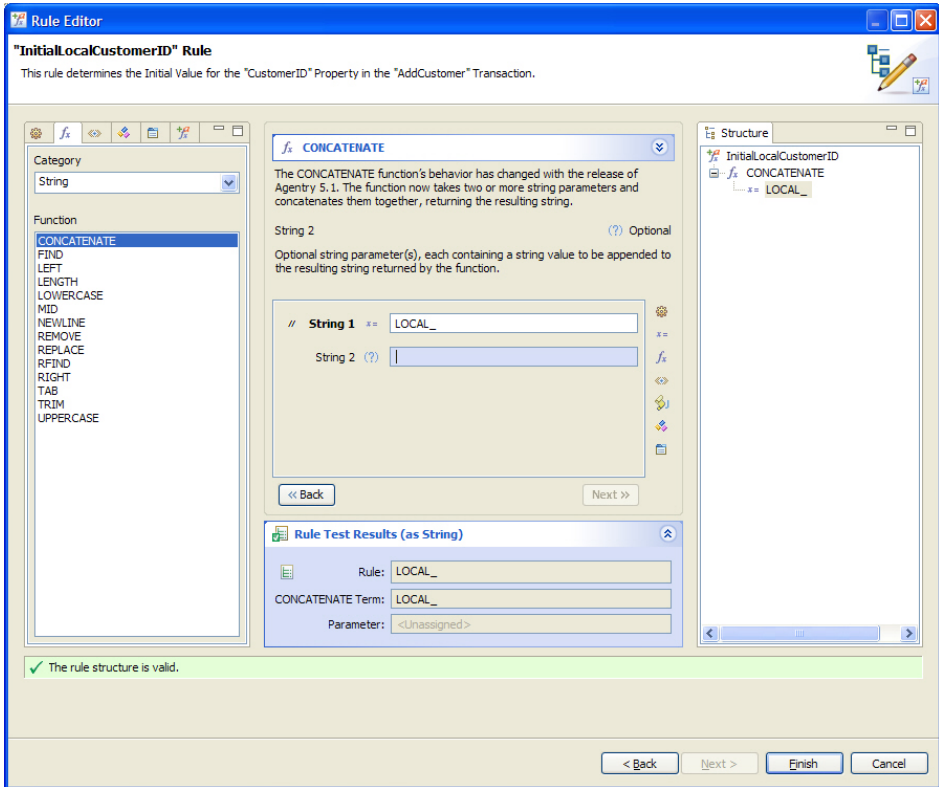 Rule Editor
"InitialLocalCustomerID" Rule
This rule determines the Initial Value for the "CustomerID" Property in the "AddCustomer" Transaction.
Category
String
Function
CONCATENATE
FIND
LEFT
LENGTH
LOWERCASE
MID
NEWLINE
REMOVE
REPLACE
RFIND
RIGHT
TAB
TRIM
UPPERCASE
fx CONCATENATE
The CONCATENATE function's behavior has changed with the release of
Agentry 5.1. The function now takes two or more string parameters and
concatenates them together, returning the resulting string.
String 2 (?) Optional
Optional string parameter(s), each containing a string value to be appended to
the resulting string returned by the function.
// String 1 x= LOCAL_
String 2 (?)
« Back Next »
Rule Test Results (as String)
Rule: LOCAL_
CONCATENATE Term: LOCAL_
Parameter: <Unassigned>
Structure
InitialLocalCustomerID
fx CONCATENATE
x= LOCAL_
The rule structure is valid.
< Back Next > Finish Cancel